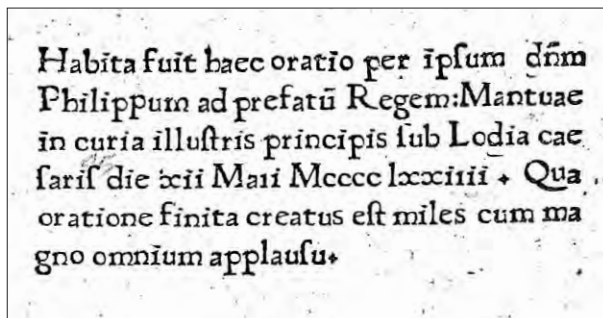 Habita fuit haec oratio per ipſum dn̄m
Philippum ad prefatū Regem:Mantuae
in curia illuſtris principis ſub Lodia cae
ſariſ die xii Maii Mcccc lxxiiii . Qua
oratione finita creatus eſt miles cum ma
gno omnium applauſu.